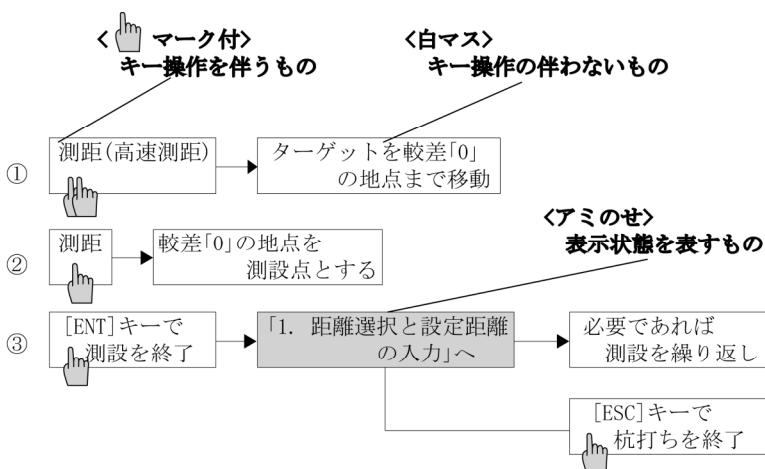 < マーク付>
キー操作を伴うもの
<白マス>
キー操作の伴わないもの
①
測距(高速測距)
ターゲットを較差「0」
の地点まで移動
<アミのせ>
表示状態を表すもの
②
測距
較差「0」の地点を
測設点とする
③
[ENT]キーで
測設を終了
「1. 距離選択と設定距離
の入力」へ
必要であれば
測設を繰り返し
[ESC]キーで
杭打ちを終了